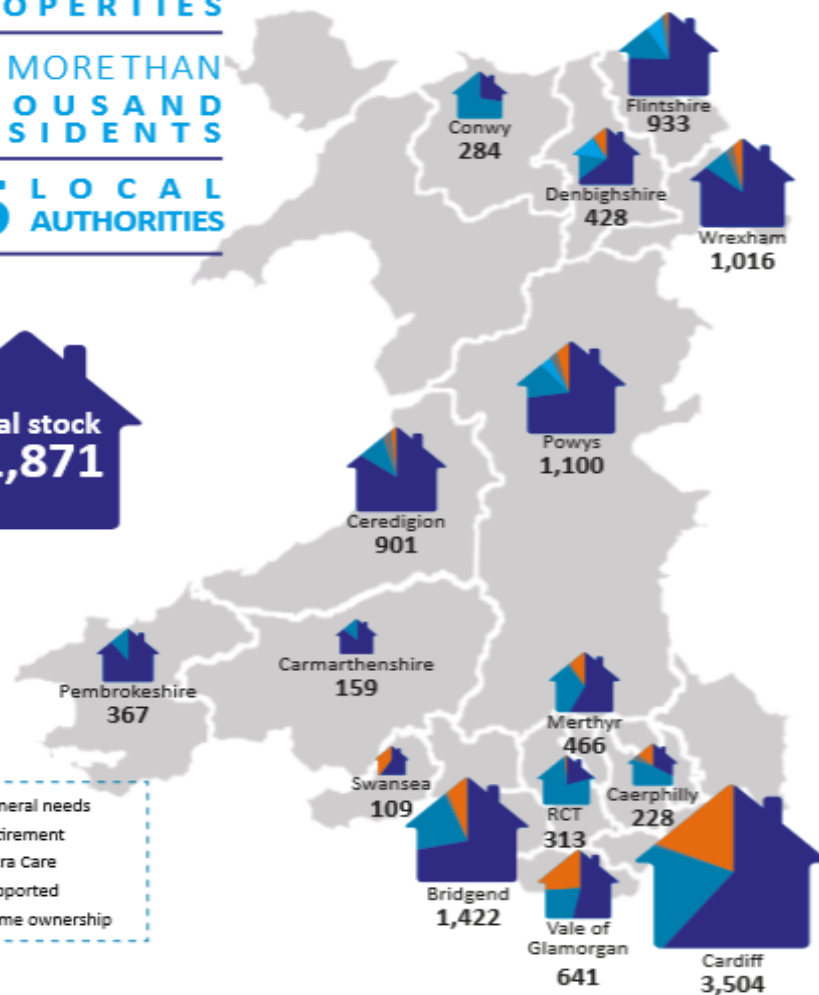 OPERTIES
MORE THAN
OUSAND
SIDENTS
5 LOCAL
AUTHORITIES
al stock
,871
Flintshire
933
Conwy
284
Denbighshire
428
Wrexham
1,016
Powys
1,100
Ceredigion
901
Carmarthenshire
159
Pembrokeshire
367
Merthyr
466
Swansea
109
RCT
313
Caerphilly
228
Bridgend
1,422
Vale of
Glamorgan
641
Cardiff
3,504
neral needs
tirement
ra Care
pported
me ownership